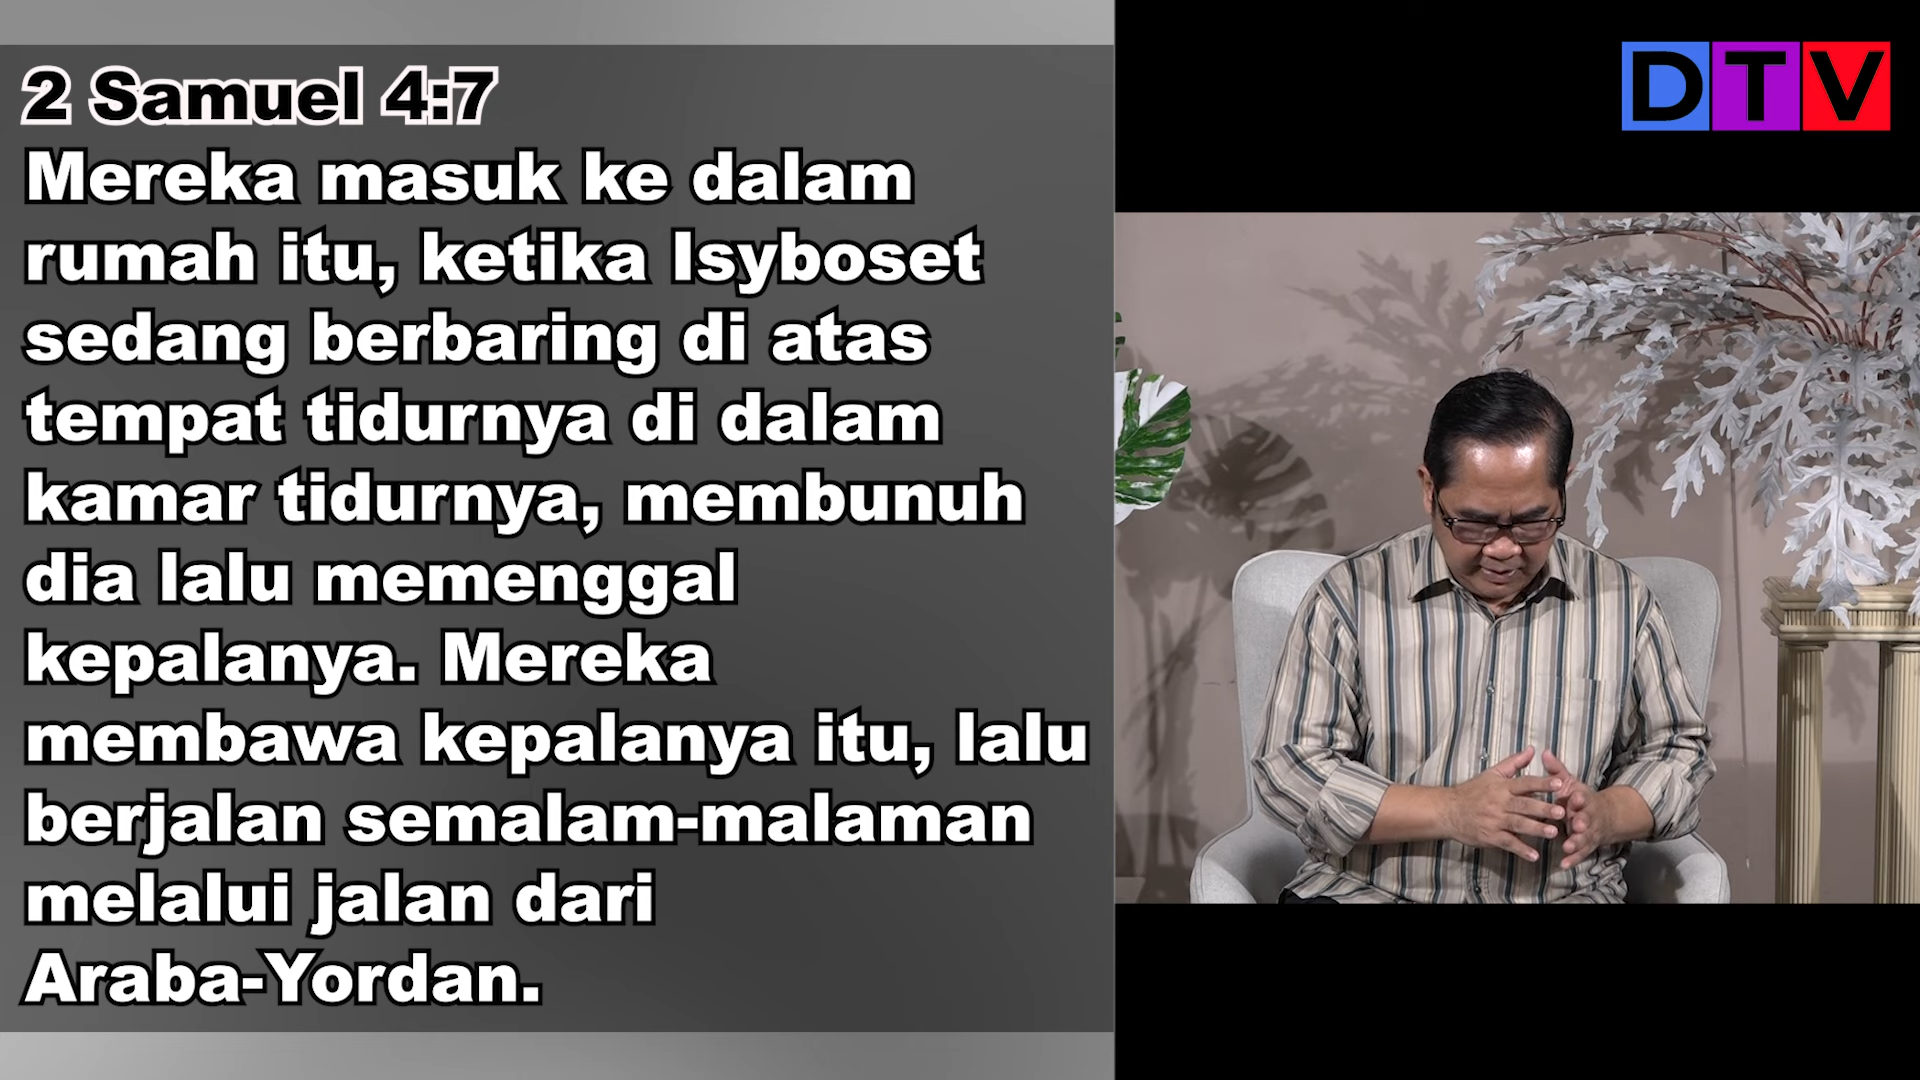 2 Samuel 4:7
Mereka masuk ke dalam
rumah itu, ketika Isyboset
sedang berbaring di atas
tempat tidurnya di dalam
kamar tidurnya, membunuh
dia lalu memenggal
kepalanya. Mereka
membawa kepalanya itu, lalu
berjalan semalam-malaman
melalui jalan dari
Araba-Yordan.
DTV